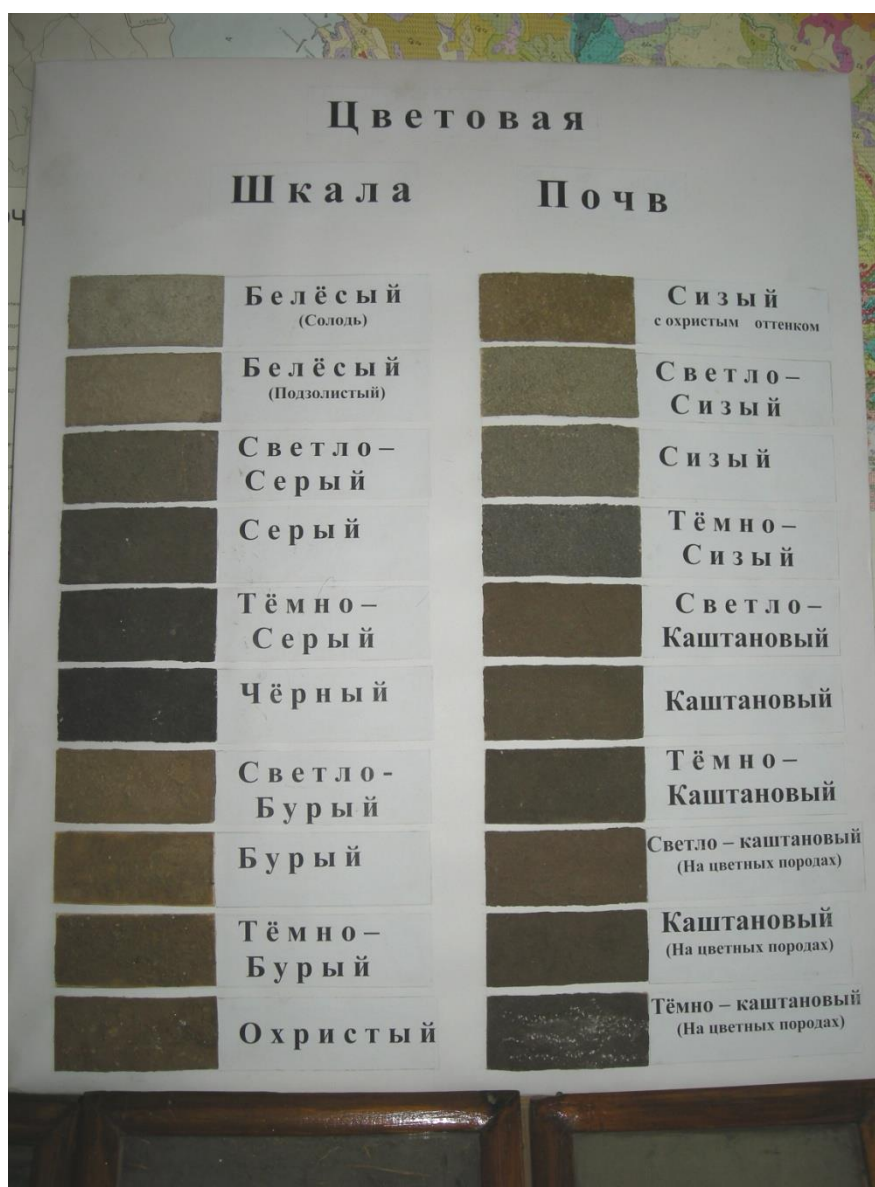 Цветовая
Шкала Почв
Белёсый
(Солодь)
Белёсый
(Подзолистый)
Светло–
Серый
Серый
Тёмно–
Серый
Чёрный
Светло-
Бурый
Бурый
Тёмно–
Бурый
Охристый
Сизый
с охристым оттенком
Светло–
Сизый
Сизый
Тёмно–
Сизый
Светло–
Каштановый
Каштановый
Тёмно–
Каштановый
Светло – каштановый
(На цветных породах)
Каштановый
(На цветных породах)
Тёмно – каштановый
(На цветных породах)